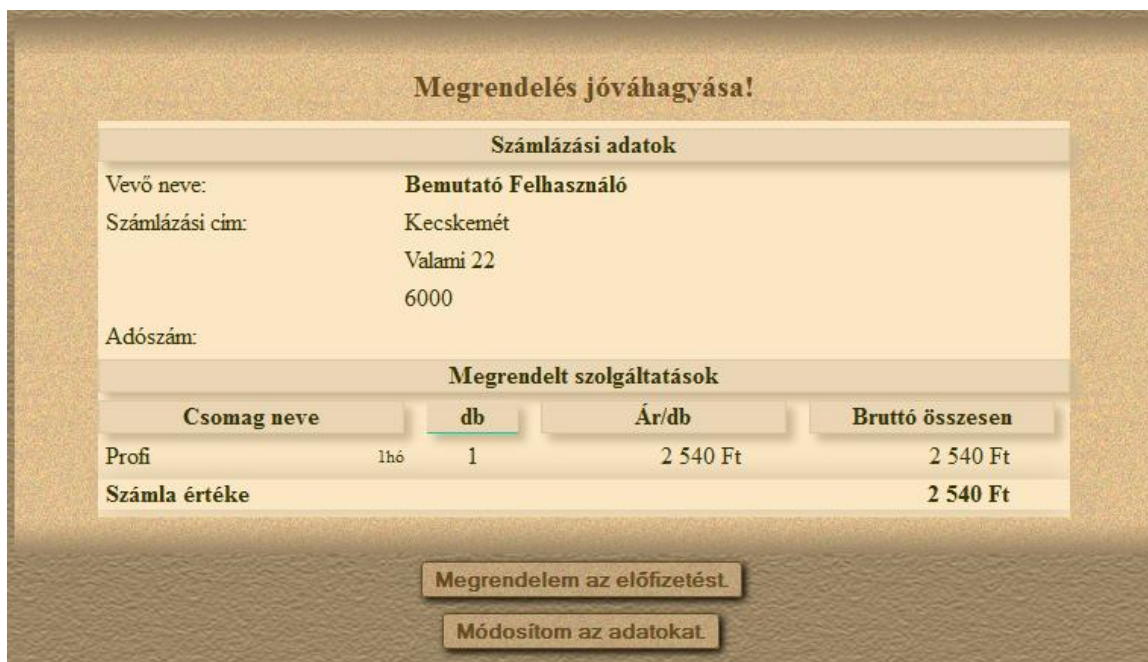 Megrendelés jóváhagyása!
Számlázási adatok
Vevő neve: Bemutató Felhasználó
Számlázási cím: Kecskemét
Valami 22
6000
Adószám:
Megrendelt szolgáltatások
Csomag neve db Ár/db Bruttó összesen
Profi 1hó 1 2 540 Ft 2 540 Ft
Számla értéke 2 540 Ft
Megrendelem az előfizetést.
Módosítom az adatokat.